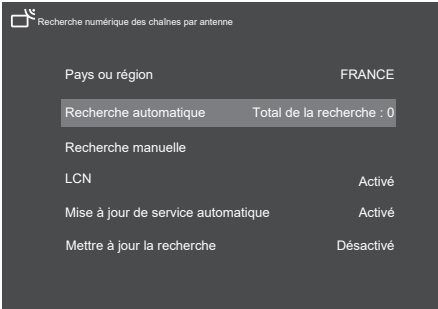 Recherche numérique des chaînes par antenne
Pays ou région FRANCE
Recherche automatique Total de la recherche : 0
Recherche manuelle
LCN Activé
Mise à jour de service automatique Activé
Mettre à jour la recherche Désactivé